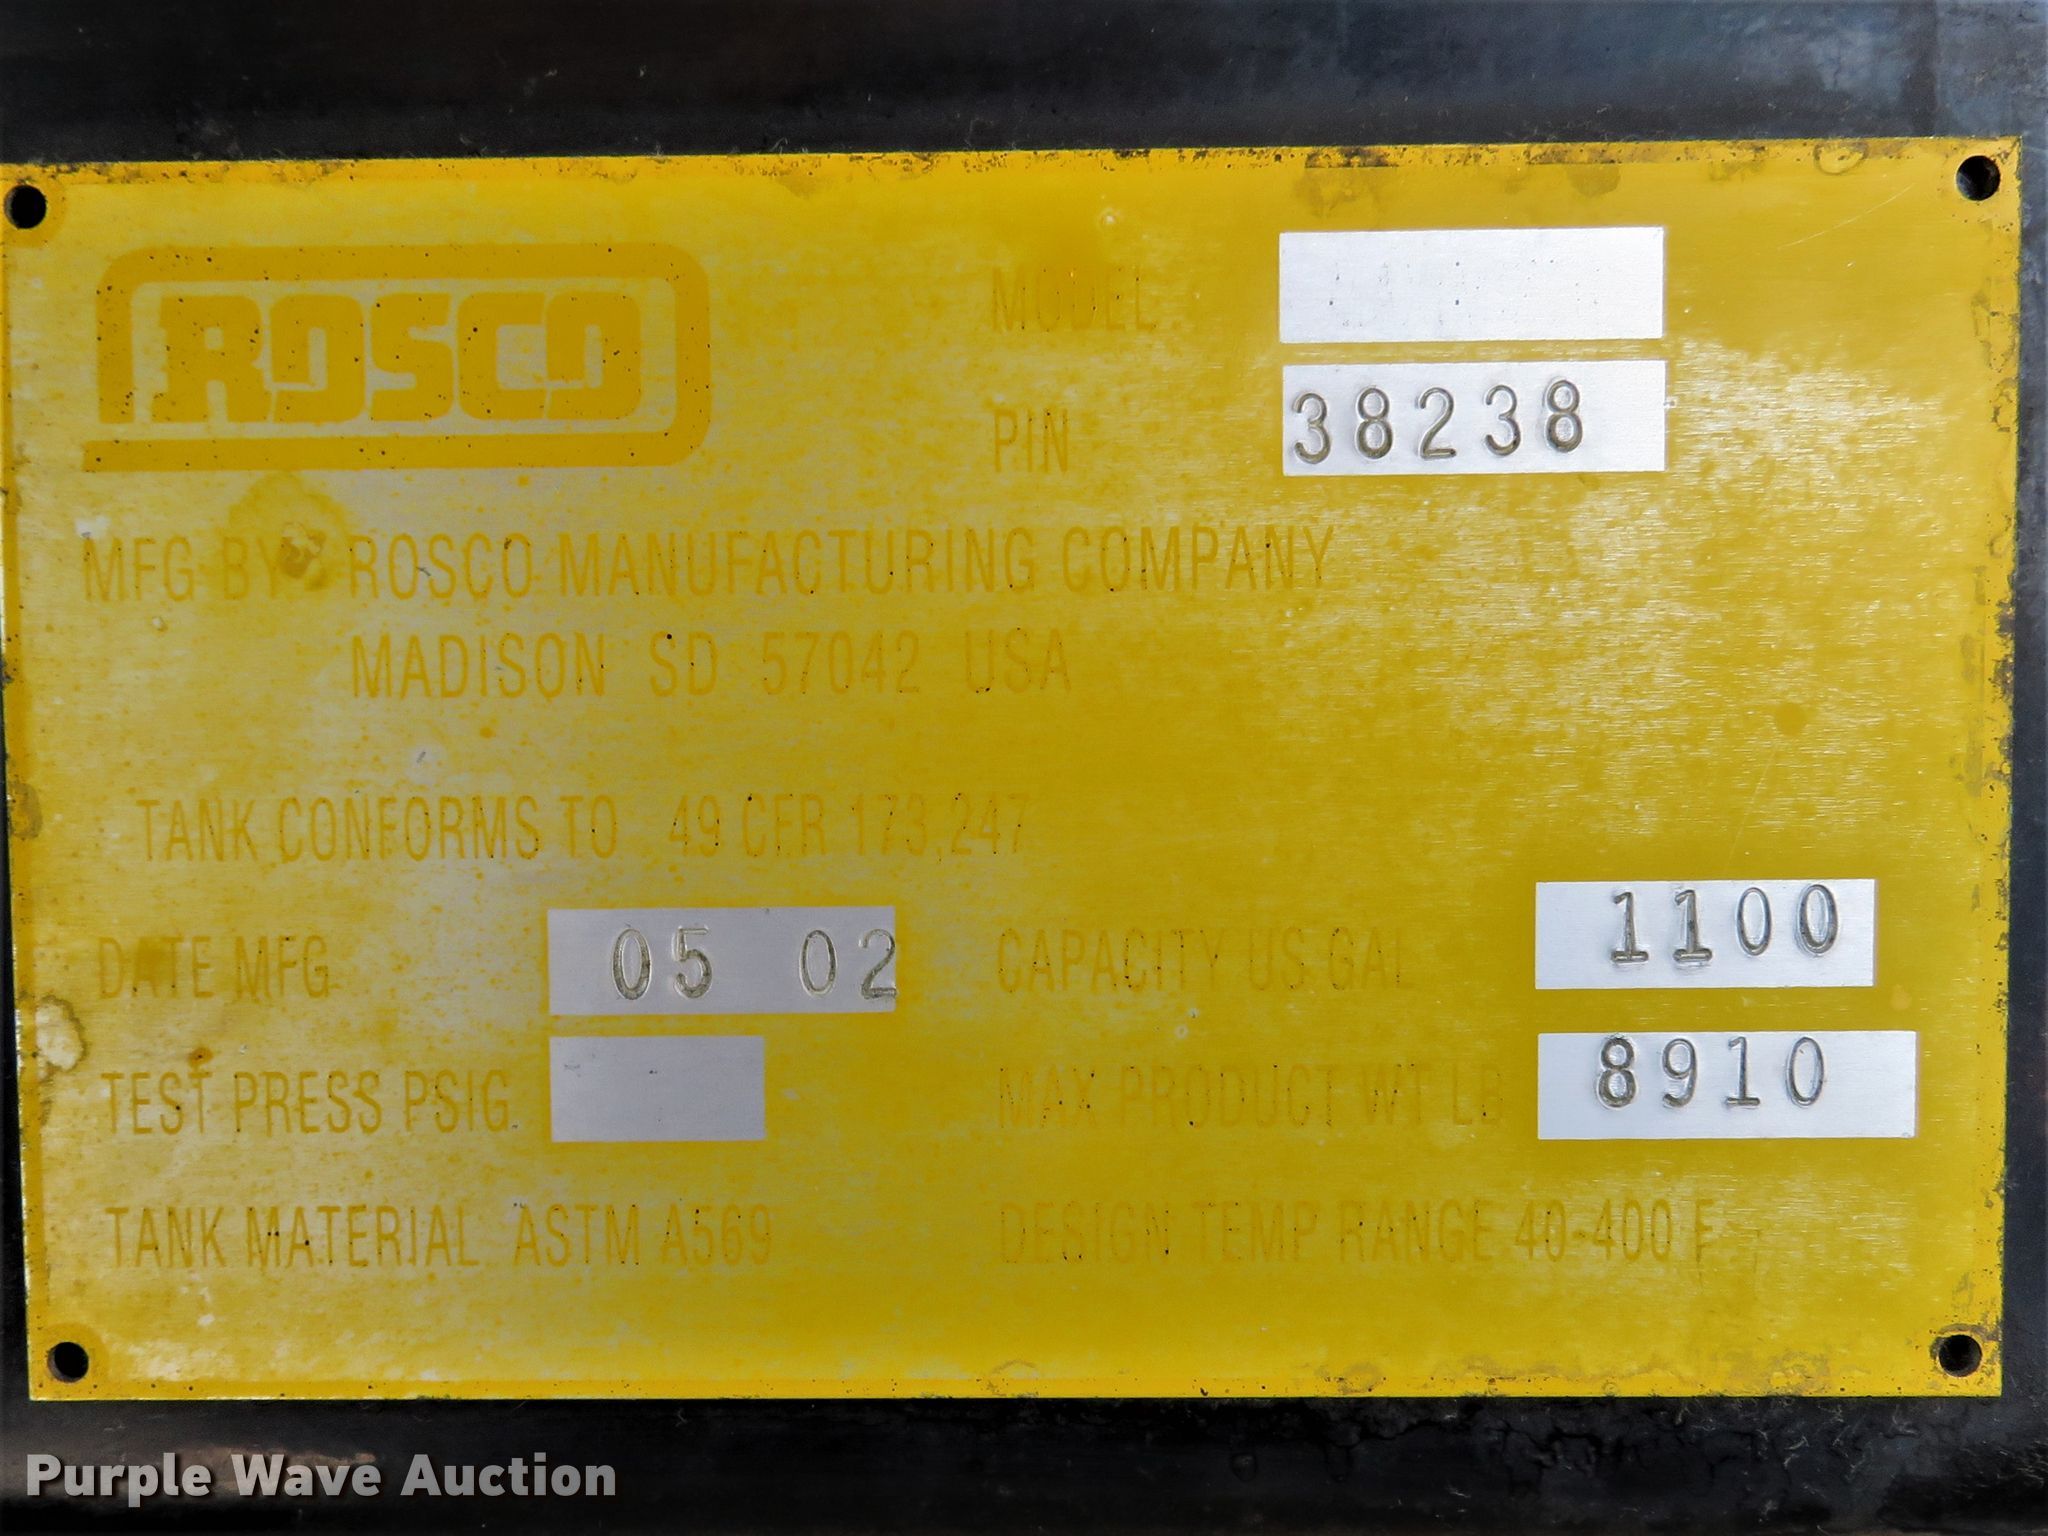 ROSCO
MODEL
PIN 38238
MFG BY ROSCO MANUFACTURING COMPANY
MADISON SD 57042 USA
TANK CONFORMS TO 49 CFR 173.247
DATE MFG 05 02 CAPACITY US GAL 1100
TEST PRESS PSIG MAX PRODUCT WT LB 8910
TANK MATERIAL ASTM A569 DESIGN TEMP RANGE 40-400 F
Purple Wave Auction